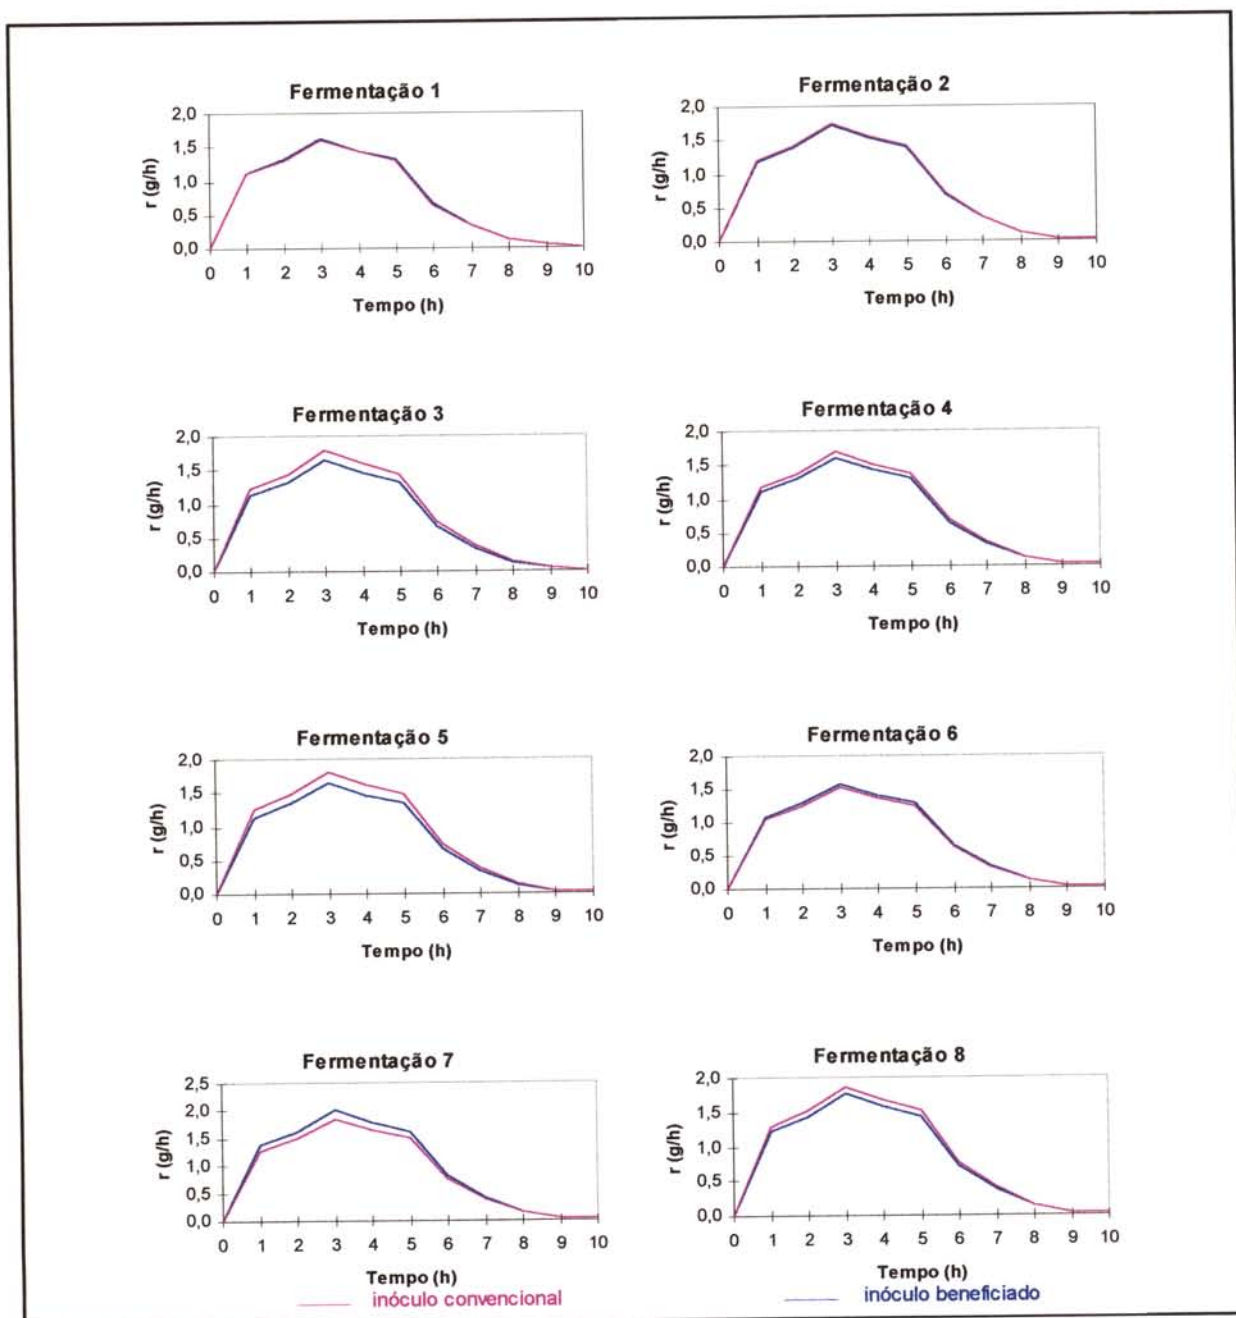 Fermentação 1
2,0
1,5
1,0
0,5
0,0
r (g/h)
0 1 2 3 4 5 6 7 8 9 10
Tempo (h)
Fermentação 2
2,0
1,5
1,0
0,5
0,0
r (g/h)
0 1 2 3 4 5 6 7 8 9 10
Tempo (h)
Fermentação 3
2,0
1,5
1,0
0,5
0,0
r (g/h)
0 1 2 3 4 5 6 7 8 9 10
Tempo (h)
Fermentação 4
2,0
1,5
1,0
0,5
0,0
r (g/h)
0 1 2 3 4 5 6 7 8 9 10
Tempo (h)
Fermentação 5
2,0
1,5
1,0
0,5
0,0
r (g/h)
0 1 2 3 4 5 6 7 8 9 10
Tempo (h)
Fermentação 6
2,0
1,5
1,0
0,5
0,0
r (g/h)
0 1 2 3 4 5 6 7 8 9 10
Tempo (h)
Fermentação 7
2,5
2,0
1,5
1,0
0,5
0,0
r (g/h)
0 1 2 3 4 5 6 7 8 9 10
Tempo (h)
Fermentação 8
2,0
1,5
1,0
0,5
0,0
r (g/h)
0 1 2 3 4 5 6 7 8 9 10
Tempo (h)
inóculo convencional
inóculo beneficiado